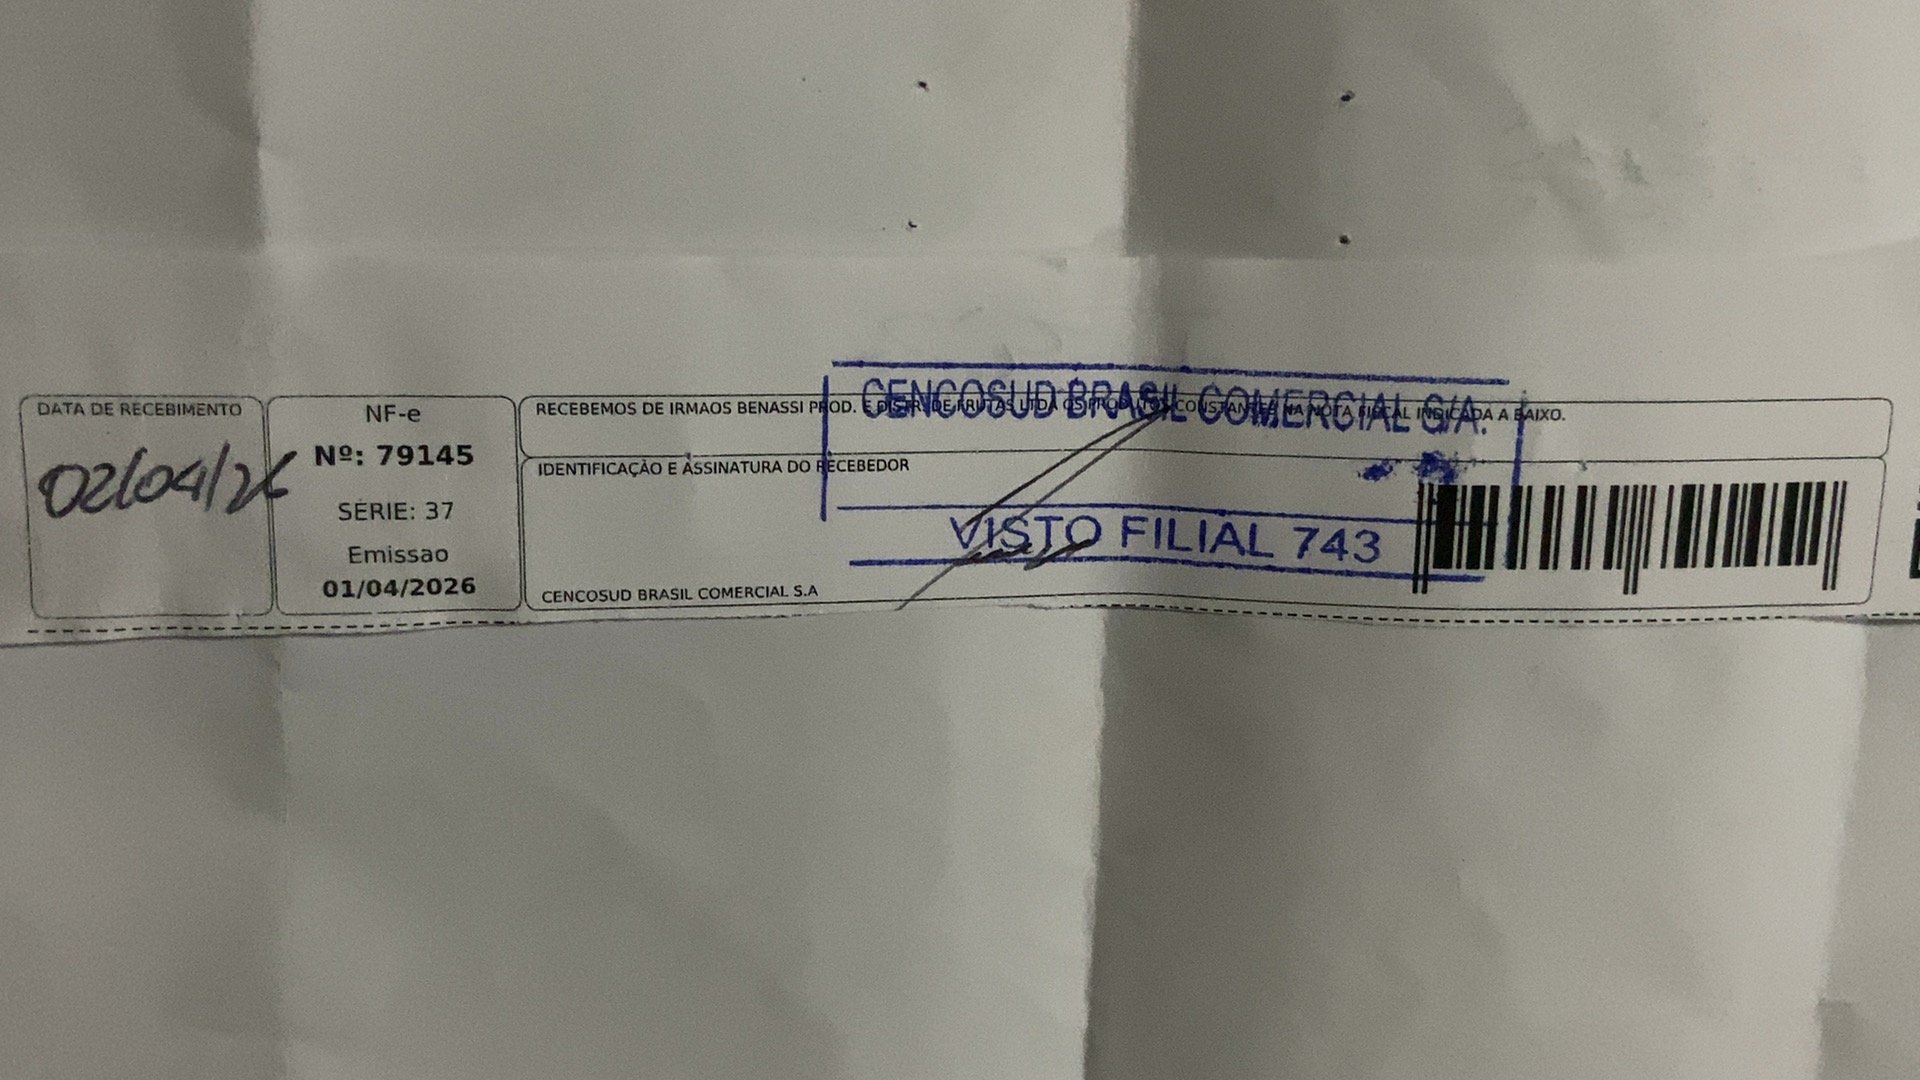 DATA DE RECEBIMENTO
02/04/26
NF-e
Nº: 79145
SÉRIE: 37
Emissao
01/04/2026
RECEBEMOS DE IRMAOS BENASSI PROD. E DISTR. DE FRUTAS LTDA OS PRODUTOS CONSTANTES NA NOTA FISCAL INDICADA A BAIXO.
CENCOSUD BRASIL COMERCIAL S/A.
IDENTIFICAÇÃO E ASSINATURA DO RECEBEDOR
VISTO FILIAL 743
CENCOSUD BRASIL COMERCIAL S.A